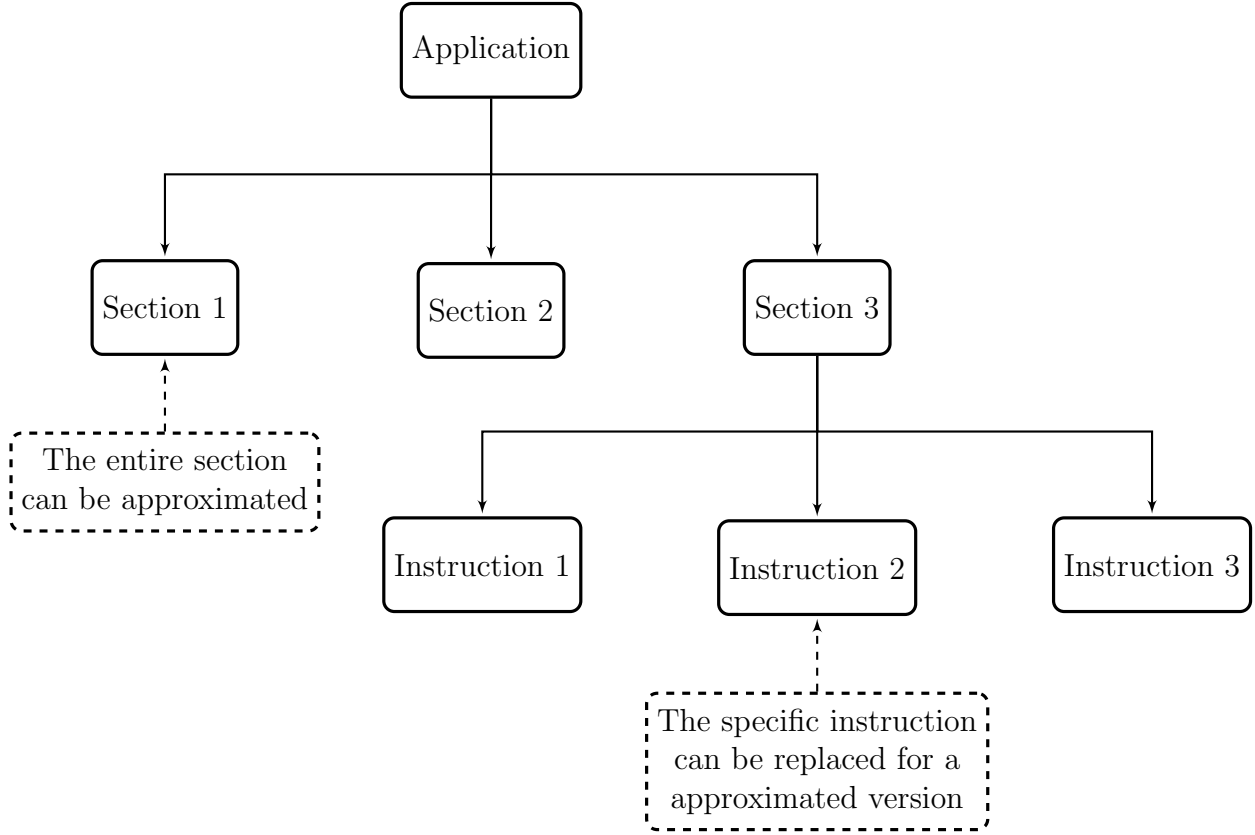 Application
Section 1
Section 2
Section 3
The entire section
can be approximated
Instruction 1
Instruction 2
Instruction 3
The specific instruction
can be replaced for a
approximated version